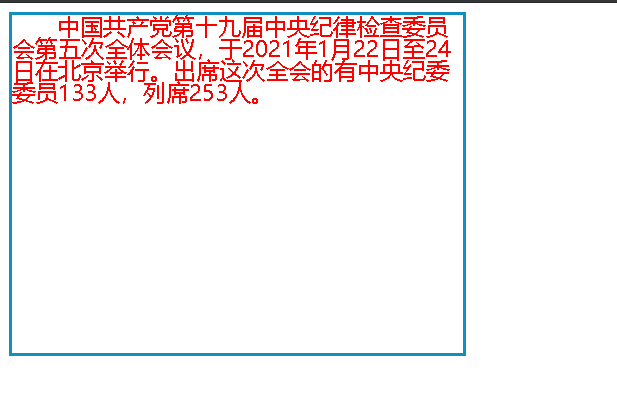 中国共产党第十九届中央纪律检查委员
会第五次全体会议，于2021年1月22日至24
日在北京举行。出席这次全会的有中央纪委
委员133人，列席253人。